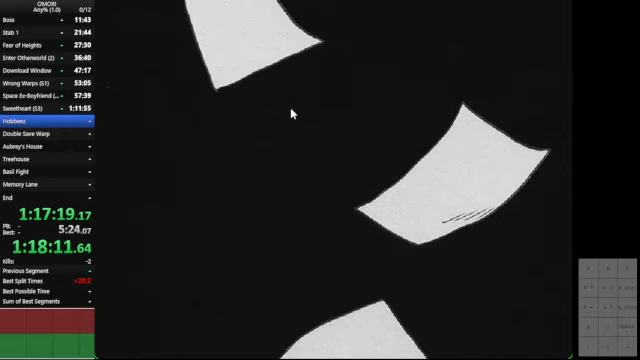 OMORI
Any% (1.0) 0/12
Boss - 11:43
Stab 1 - 21:44
Fear of Heights - 27:30
Enter Otherworld (2) - 36:40
Download Window - 47:17
Wrong Warps (S1) - 53:05
Space Ex-Boyfriend (... - 57:39
Sweetheart (S3) - 1:11:55
Hobbeez -
Double Save Warp -
Aubrey's House -
Treehouse -
Basil Fight -
Memory Lane -
End -
1:17:19.17
PB: -
Best: - 5:24.07
1:18:11.64
Kills: -2
Previous Segment -
Best Split Times +20.2
Best Possible Time -
Sum of Best Segments -